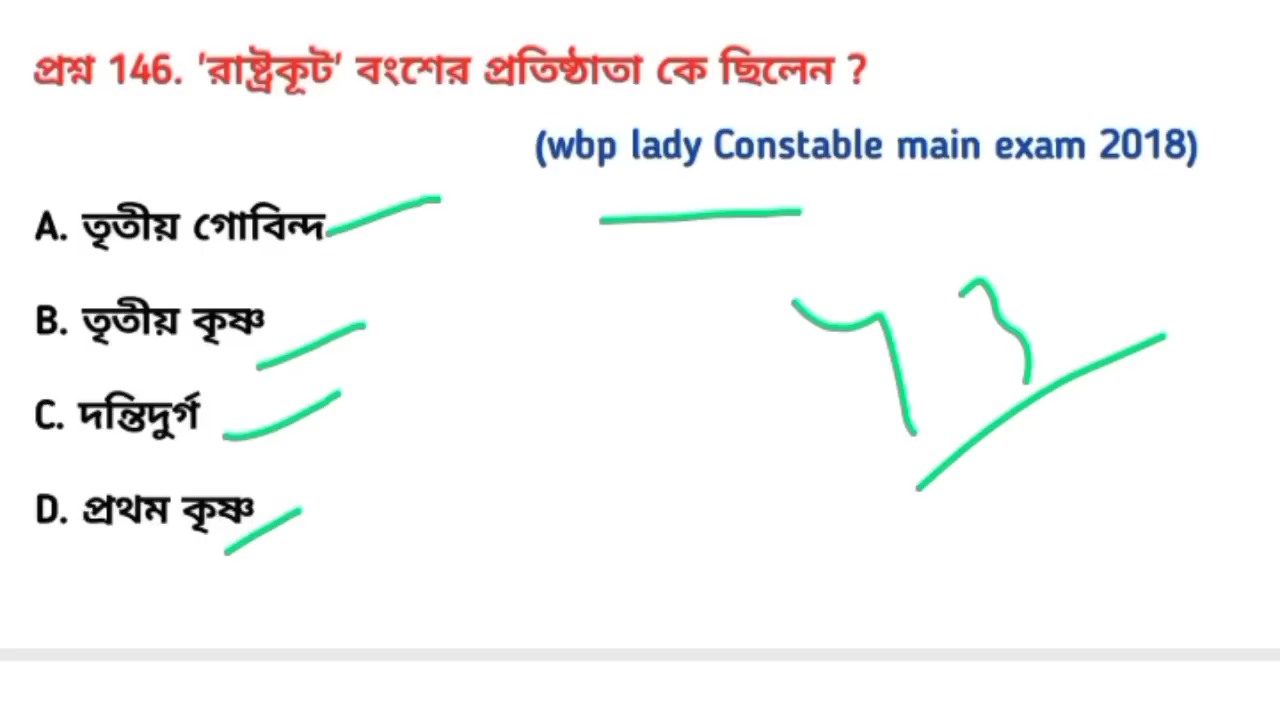 প্রশ্ন 146. 'রাষ্ট্রকূট' বংশের প্রতিষ্ঠাতা কে ছিলেন ?
(wbp lady Constable main exam 2018)
A. তৃতীয় গোবিন্দ
B. তৃতীয় কৃষ্ণ
C. দন্তিদুর্গ
D. প্রথম কৃষ্ণ